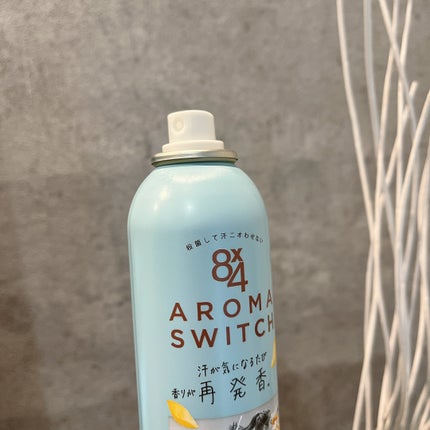 殺菌して汗ニオわせない
8x4
AROMA
SWITCH
汗が気になるたび
香りが再発香。